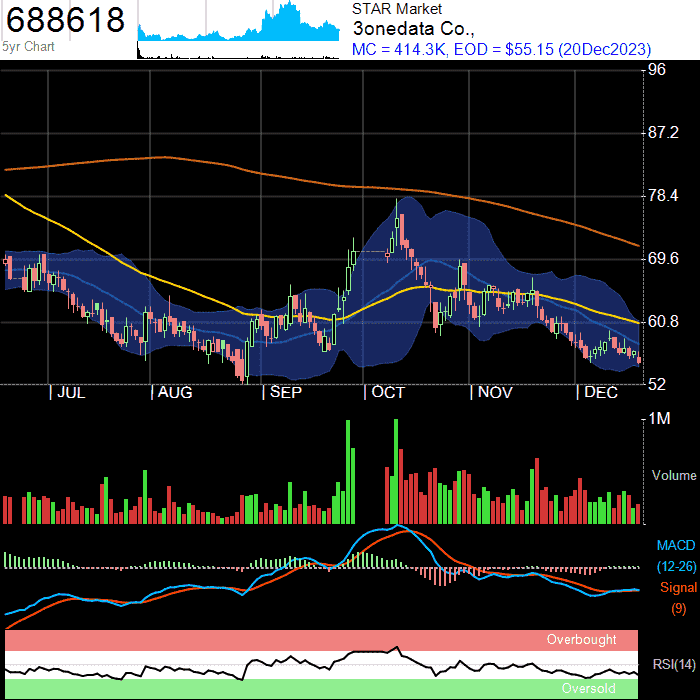 688618
5yr Chart
STAR Market
3onedata Co.,
MC = 414.3K, EOD = $55.15 (20Dec2023)
96
87.2
78.4
69.6
60.8
52
JUL AUG SEP OCT NOV DEC
1M
Volume
MACD
(12-26)
Signal
(9)
Overbought
RSI(14)
Oversold